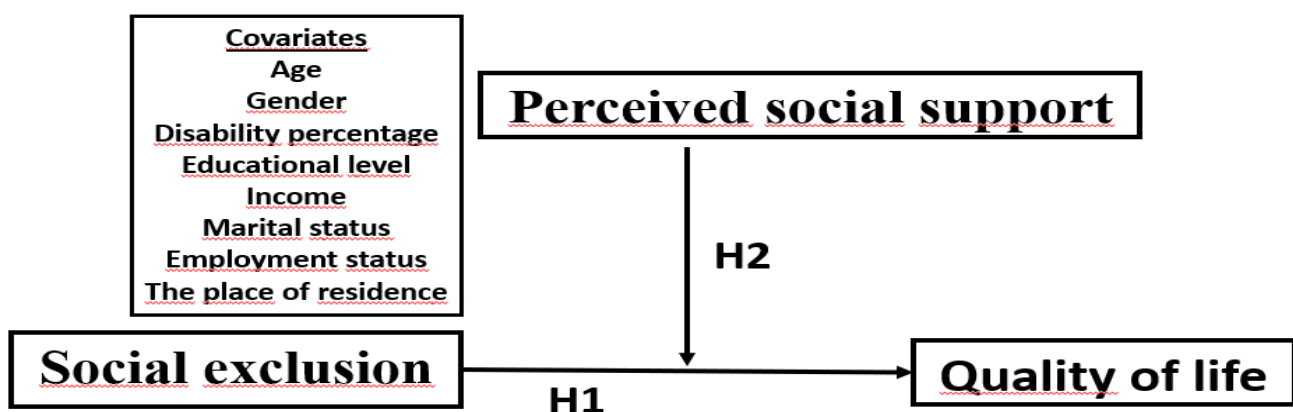 Covariates
Age
Gender
Disability percentage
Educational level
Income
Marital status
Employment status
The place of residence
Perceived social support
H2
Social exclusion
H1
Quality of life